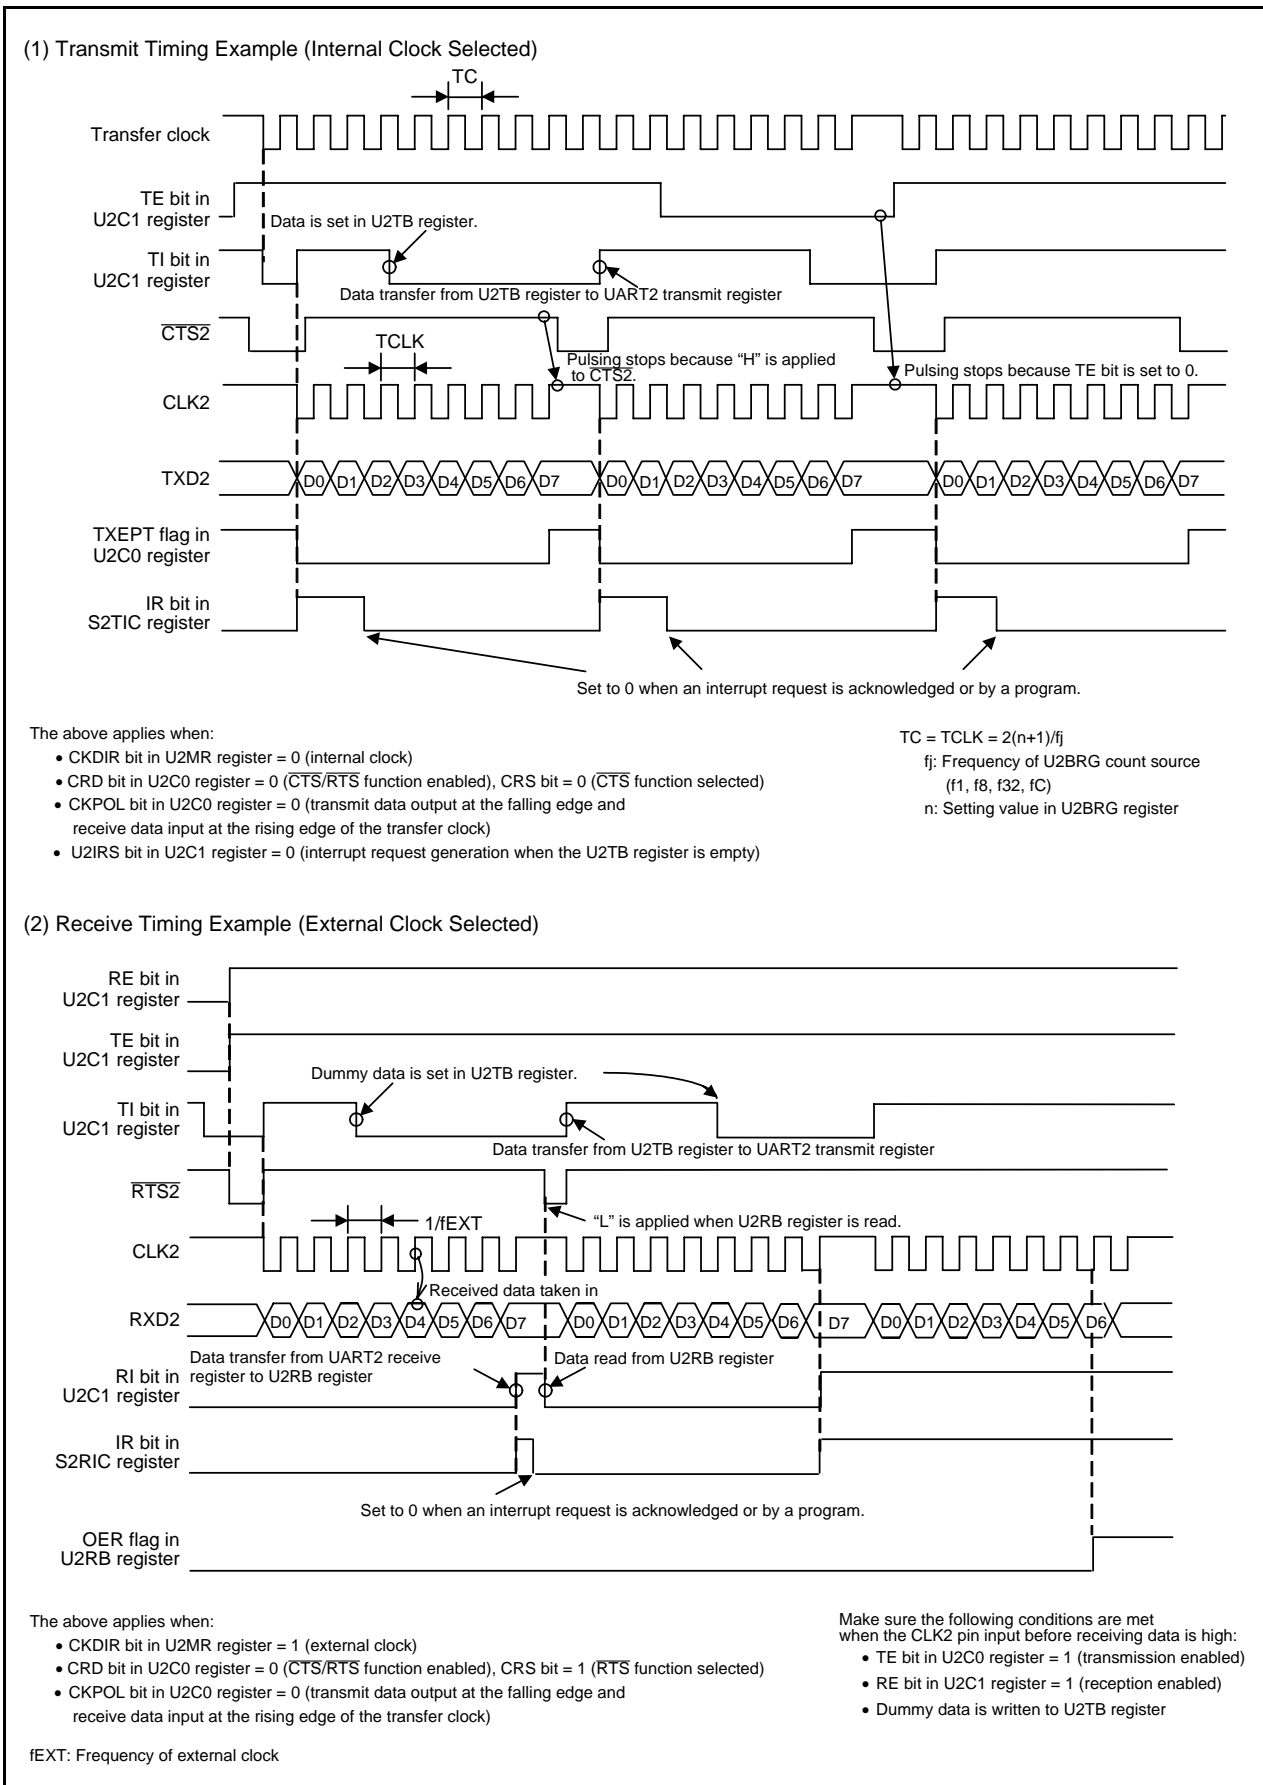 (1) Transmit Timing Example (Internal Clock Selected)
TC
Transfer clock
TE bit in
U2C1 register
Data is set in U2TB register.
TI bit in
U2C1 register
Data transfer from U2TB register to UART2 transmit register
CTS2
TCLK
Pulsing stops because “H” is applied
to CTS2.
Pulsing stops because TE bit is set to 0.
CLK2
TXD2
D0 D1 D2 D3 D4 D5 D6 D7 D0 D1 D2 D3 D4 D5 D6 D7 D0 D1 D2 D3 D4 D5 D6 D7
TXEPT flag in
U2C0 register
IR bit in
S2TIC register
Set to 0 when an interrupt request is acknowledged or by a program.
The above applies when:
• CKDIR bit in U2MR register = 0 (internal clock)
• CRD bit in U2C0 register = 0 (CTS/RTS function enabled), CRS bit = 0 (CTS function selected)
• CKPOL bit in U2C0 register = 0 (transmit data output at the falling edge and
receive data input at the rising edge of the transfer clock)
• U2IRS bit in U2C1 register = 0 (interrupt request generation when the U2TB register is empty)
TC = TCLK = 2(n+1)/fj
fj: Frequency of U2BRG count source
(f1, f8, f32, fC)
n: Setting value in U2BRG register
(2) Receive Timing Example (External Clock Selected)
RE bit in
U2C1 register
TE bit in
U2C1 register
Dummy data is set in U2TB register.
TI bit in
U2C1 register
Data transfer from U2TB register to UART2 transmit register
RTS2
1/fEXT
“L” is applied when U2RB register is read.
CLK2
Received data taken in
RXD2
D0 D1 D2 D3 D4 D5 D6 D7 D0 D1 D2 D3 D4 D5 D6 D7 D0 D1 D2 D3 D4 D5 D6
Data transfer from UART2 receive
register to U2RB register
Data read from U2RB register
RI bit in
U2C1 register
IR bit in
S2RIC register
Set to 0 when an interrupt request is acknowledged or by a program.
OER flag in
U2RB register
The above applies when:
• CKDIR bit in U2MR register = 1 (external clock)
• CRD bit in U2C0 register = 0 (CTS/RTS function enabled), CRS bit = 1 (RTS function selected)
• CKPOL bit in U2C0 register = 0 (transmit data output at the falling edge and
receive data input at the rising edge of the transfer clock)
Make sure the following conditions are met
when the CLK2 pin input before receiving data is high:
• TE bit in U2C0 register = 1 (transmission enabled)
• RE bit in U2C1 register = 1 (reception enabled)
• Dummy data is written to U2TB register
fEXT: Frequency of external clock